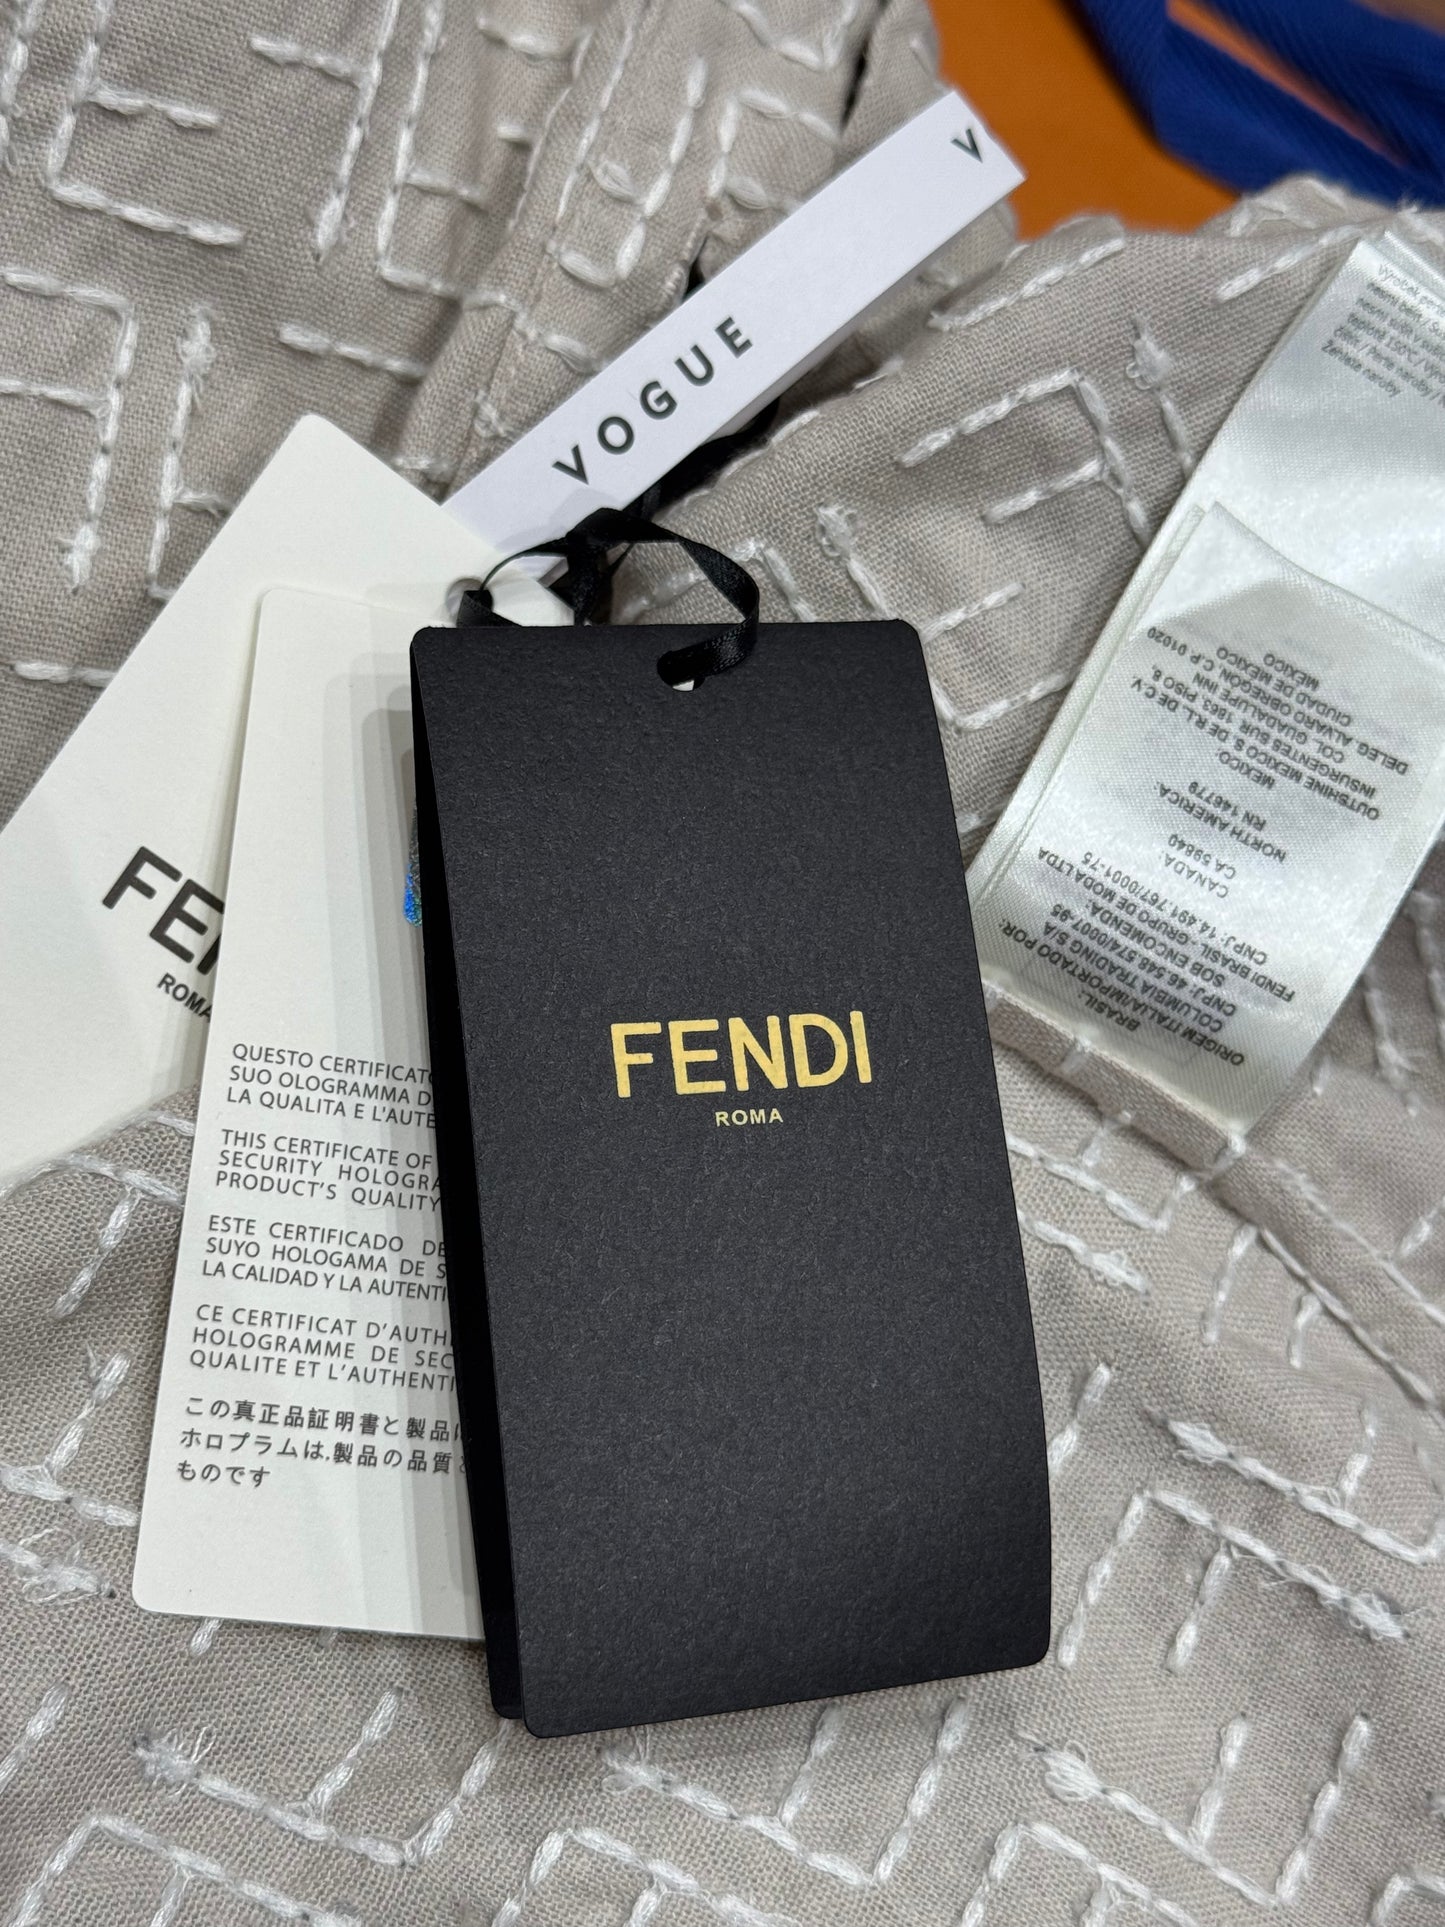 V
VOGUE
FE
ROMA
FENDI
ROMA
QUESTO CERTIFICATO
SUO OLOGRAMMA D
LA QUALITA E L'AUTE
THIS CERTIFICATE OF
SECURITY HOLOGRA
PRODUCT'S QUALITY
ESTE CERTIFICADO DE
SUYO HOLOGAMA DE S
LA CALIDAD Y LA AUTENTI
CE CERTIFICAT D'AUTH
HOLOGRAMME DE SEC
QUALITE ET L'AUTHENTI
この真正品証明書と製品に
ホロプラムは,製品の品質と
ものです
BRASIL:
ORIGEM ITALIA/IMPORTADO POR:
COLUMBIA TRADING S/A
CNPJ: 46.548.574/0007-95
SOB ENCOMENDA:
FENDI BRASIL - GRUPO DE MODA LTDA
CNPJ: 14.491.767/0001-75
CANADA:
CA 59840
NORTH AMERICA:
RN 146779
MEXICO:
OUTSHINE MEXICO S DE R.L. DE C.V
INSURGENTES SUR 1863, PISO 8,
COL. GUADALUPE INN
DELEG ALVARO OBREGON, C.P 01020
CIUDAD DE MEXICO
MEXICO